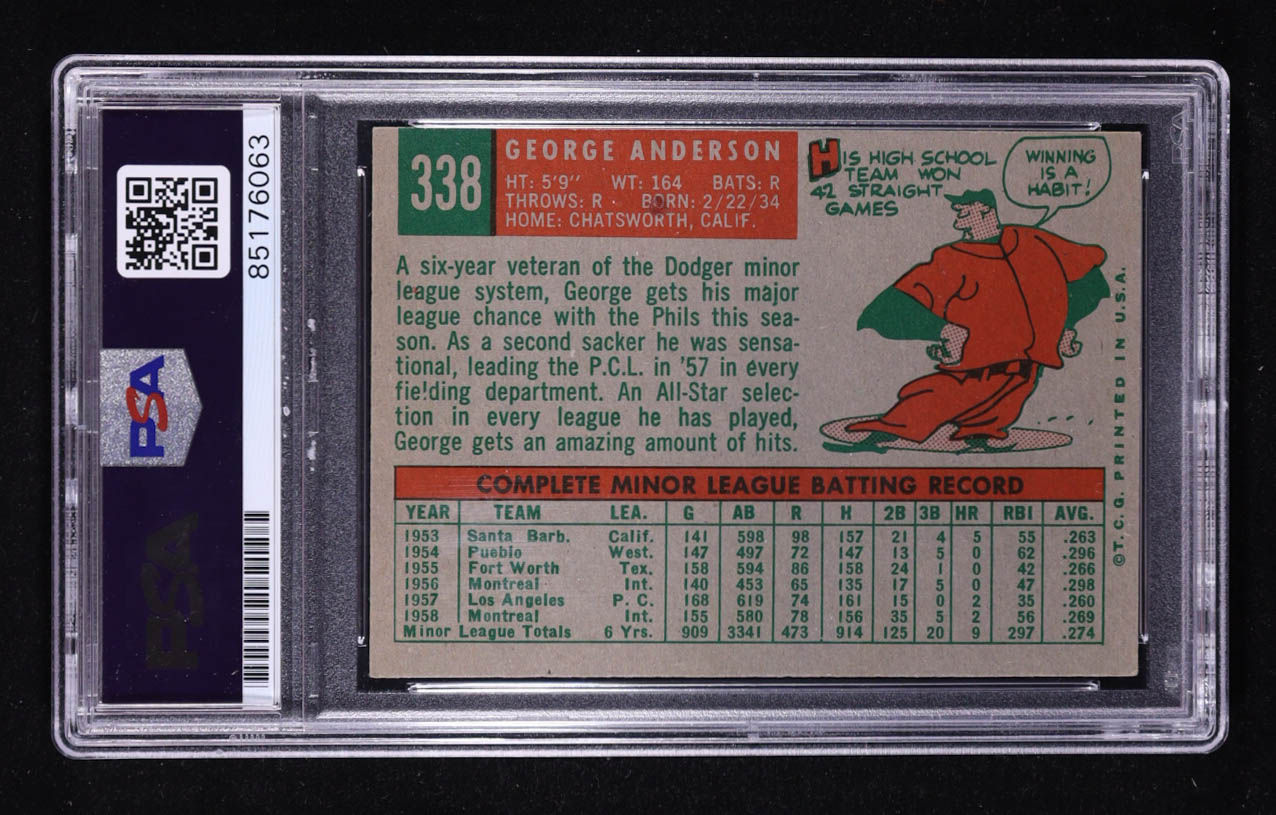 85176063
PSA
PSA
338
GEORGE ANDERSON
HT: 5'9" WT: 164 BATS: R
THROWS: R · BORN: 2/22/34
HOME: CHATSWORTH, CALIF.
HIS HIGH SCHOOL
TEAM WON
42 STRAIGHT
GAMES
WINNING
IS A
HABIT!
A six-year veteran of the Dodger minor
league system, George gets his major
league chance with the Phils this sea-
son. As a second sacker he was sensa-
tional, leading the P.C.L. in '57 in every
fielding department. An All-Star selec-
tion in every league he has played,
George gets an amazing amount of hits.
COMPLETE MINOR LEAGUE BATTING RECORD
YEAR TEAM LEA. G AB R H 2B 3B HR RBI AVG.
1953 Santa Barb. Calif. 141 598 98 157 21 4 5 55 .263
1954 Pueblo West. 147 497 72 147 13 5 0 62 .296
1955 Fort Worth Tex. 158 594 86 158 24 1 0 42 .266
1956 Montreal Int. 140 453 65 135 17 5 0 47 .298
1957 Los Angeles P. C. 168 619 74 161 15 0 2 35 .260
1958 Montreal Int. 155 580 78 156 35 5 2 56 .269
Minor League Totals 6 Yrs. 909 3341 473 914 125 20 9 297 .274
©T. C. G. PRINTED IN U.S.A.